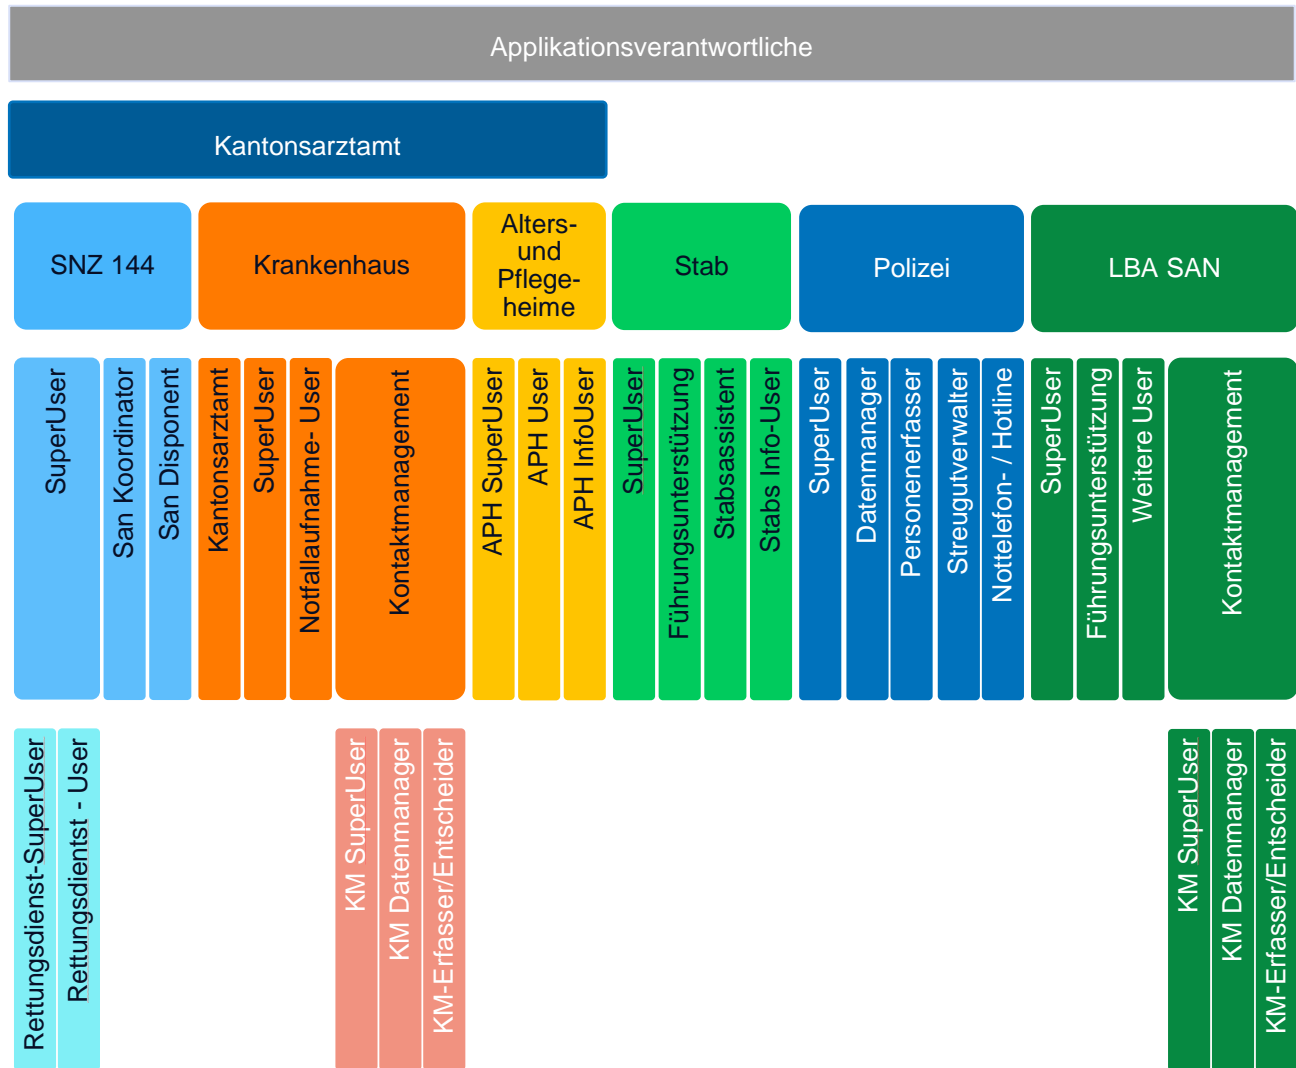 Applikationsverantwortliche
Kantonsarztamt
SNZ 144
Krankenhaus
Alters-
und
Pflege-
heime
Stab
Polizei
LBA SAN
SuperUser
San Koordinator
San Disponent
Kantonsarztamt
SuperUser
Notfallaufnahme- User
Kontaktmanagement
APH SuperUser
APH User
APH InfoUser
SuperUser
Führungsunterstützung
Stabsassistent
Stabs Info-User
SuperUser
Datenmanager
Personenerfasser
Streugutverwalter
Nottelefon- / Hotline
SuperUser
Führungsunterstützung
Weitere User
Kontaktmanagement
Rettungsdienst-SuperUser
Rettungsdientst - User
KM SuperUser
KM Datenmanager
KM-Erfasser/Entscheider
KM SuperUser
KM Datenmanager
KM-Erfasser/Entscheider